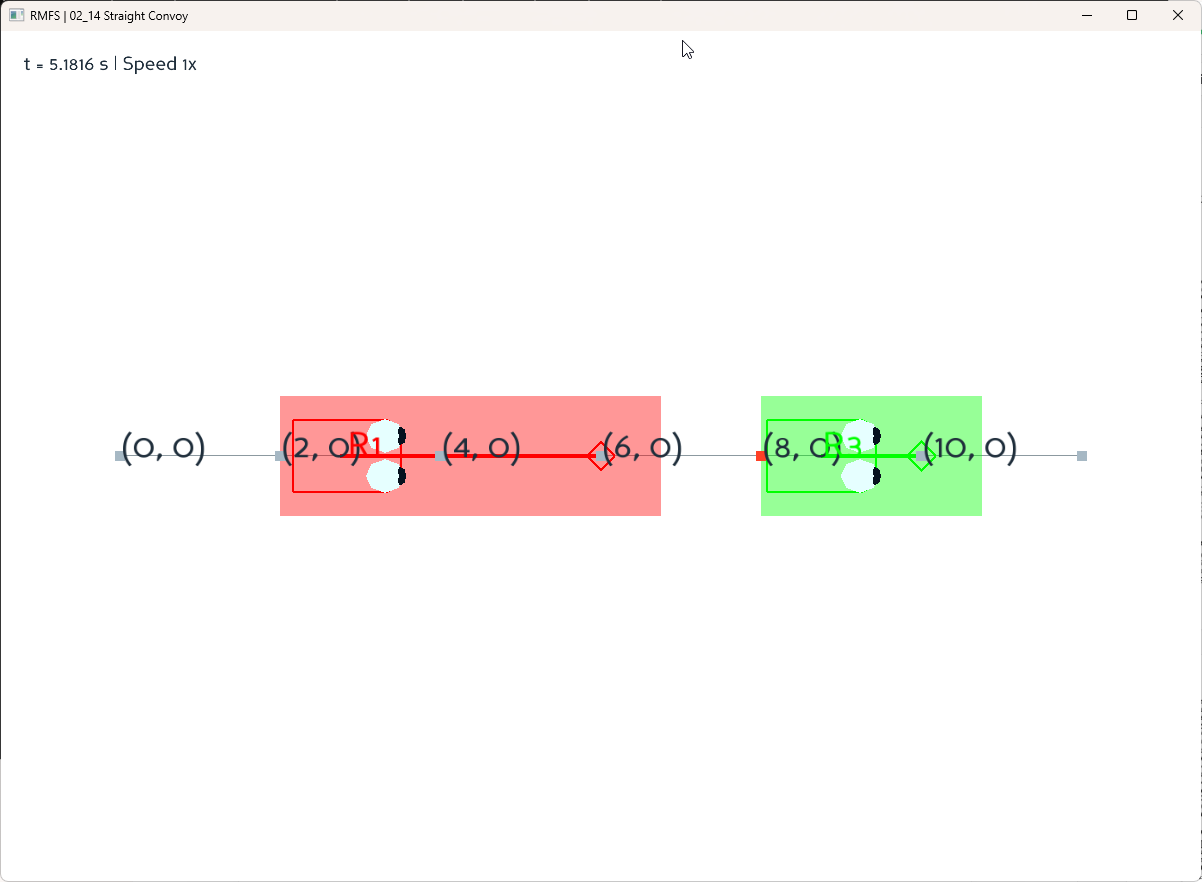 RMFS | 02_14 Straight Convoy
t = 5.1816 s | Speed 1x
(0, 0) (2, 0) R1 (4, 0) (6, 0) (8, 0) R3 (10, 0)